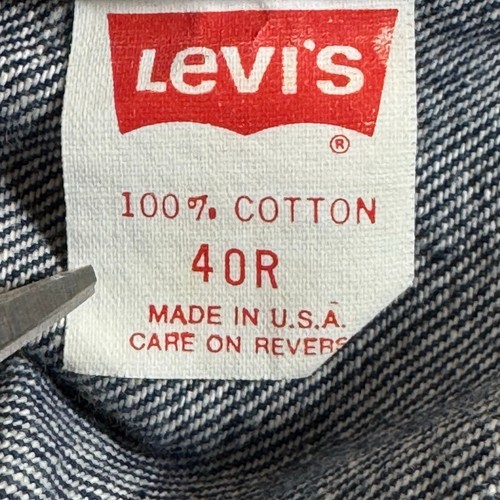 Levi's
®
100% COTTON
40R
MADE IN U.S.A.
CARE ON REVERS